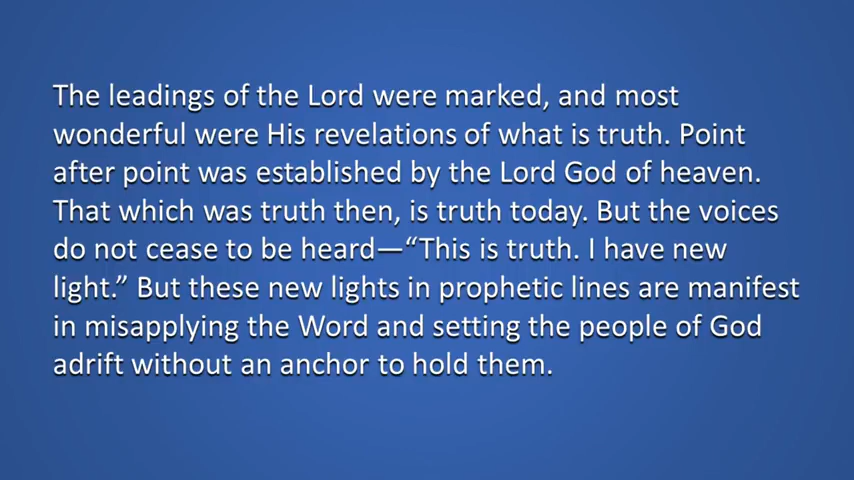 The leadings of the Lord were marked, and most
wonderful were His revelations of what is truth. Point
after point was established by the Lord God of heaven.
That which was truth then, is truth today. But the voices
do not cease to be heard—“This is truth. I have new
light.” But these new lights in prophetic lines are manifest
in misapplying the Word and setting the people of God
adrift without an anchor to hold them.